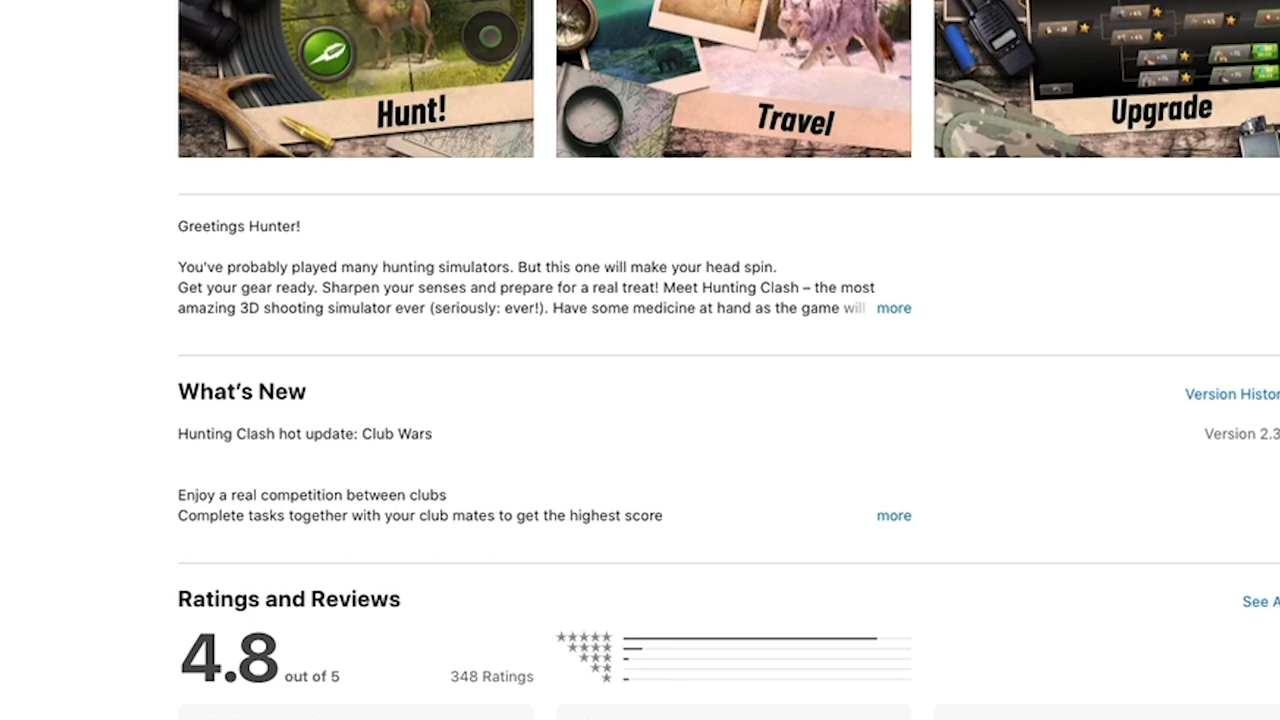 Hunt!
Travel
Upgrade
Greetings Hunter!
You've probably played many hunting simulators. But this one will make your head spin.
Get your gear ready. Sharpen your senses and prepare for a real treat! Meet Hunting Clash – the most
amazing 3D shooting simulator ever (seriously: ever!). Have some medicine at hand as the game will more
What's New
Version Histor
Hunting Clash hot update: Club Wars
Version 2.3
Enjoy a real competition between clubs
Complete tasks together with your club mates to get the highest score more
Ratings and Reviews
See A
4.8 out of 5
348 Ratings